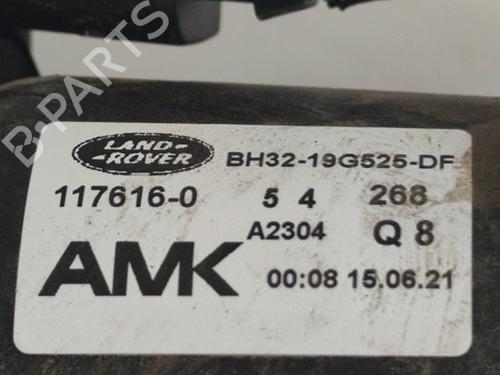 B-PARTS
LAND-
-ROVER
BH32-19G525-DF
117616-0 5 4 268
A2304 Q 8
AMK
00:08 15.06.21